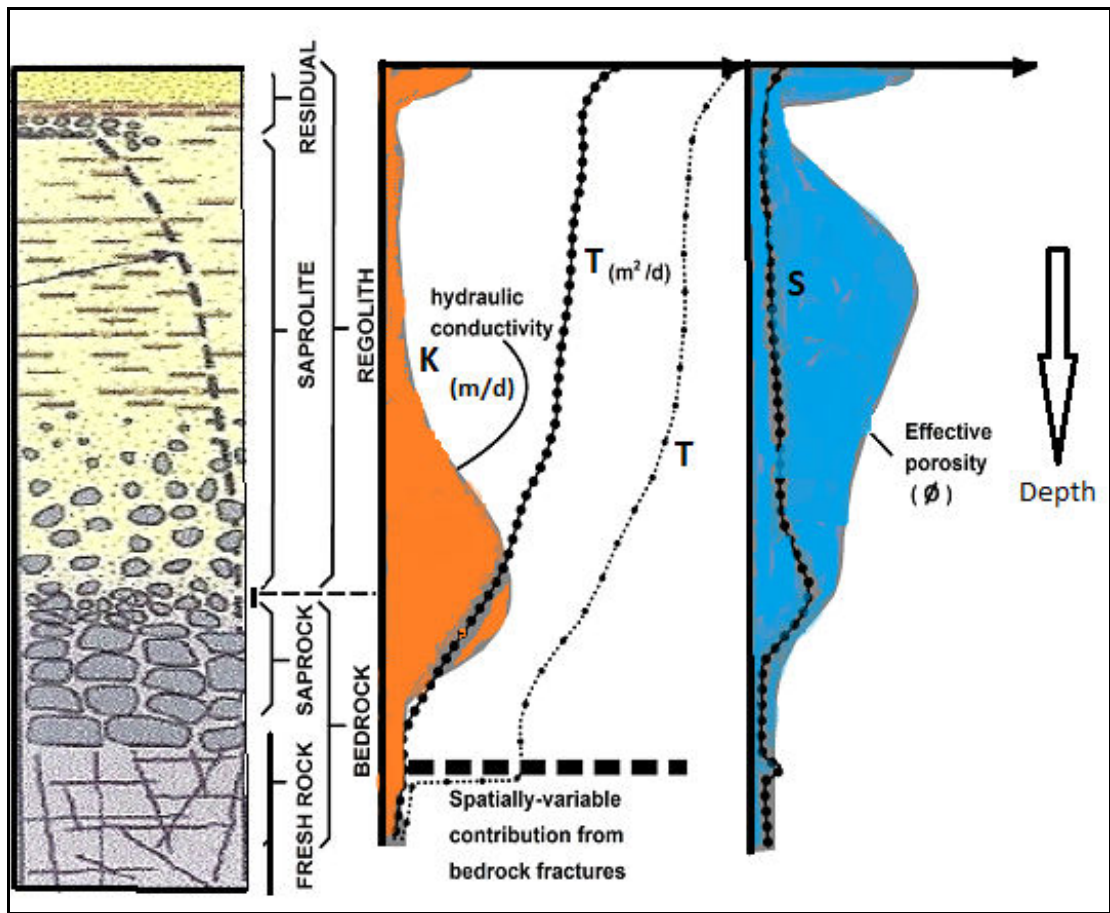 RESIDUAL
SAPROLITE
REGOLITH
SAPROCK
FRESH ROCK
BEDROCK
hydraulic
conductivity
K
(m/d)
T (m²/d)
T
Spatially-variable
contribution from
bedrock fractures
S
Effective
porosity
(ø)
Depth